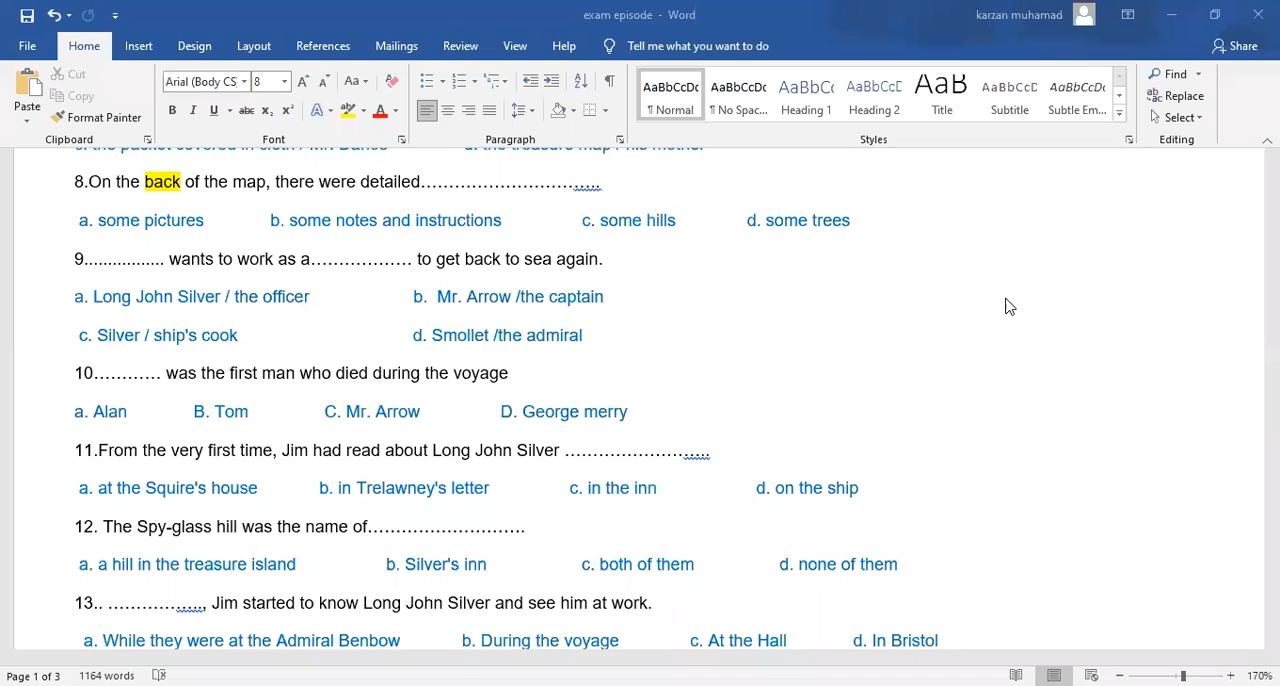 exam episode - Word
karzan muhamad
File Home Insert Design Layout References Mailings Review View Help Tell me what you want to do Share
Paste
Cut
Copy
Format Painter
Clipboard
Arial (Body CS 8
Font
Paragraph
AaBbCcDc AaBbCcDc AaBbCc AaBbCcD AaB AaBbCcD AaBbCcDc
¶ Normal ¶ No Spac... Heading 1 Heading 2 Title Subtitle Subtle Em...
Styles
Find
Replace
Select
Editing
8.On the back of the map, there were detailed…………………………..
a. some pictures b. some notes and instructions c. some hills d. some trees
9................. wants to work as a……………… to get back to sea again.
a. Long John Silver / the officer b. Mr. Arrow /the captain
c. Silver / ship's cook d. Smollet /the admiral
10………… was the first man who died during the voyage
a. Alan B. Tom C. Mr. Arrow D. George merry
11.From the very first time, Jim had read about Long John Silver ……………………..
a. at the Squire's house b. in Trelawney's letter c. in the inn d. on the ship
12. The Spy-glass hill was the name of……………………….
a. a hill in the treasure island b. Silver's inn c. both of them d. none of them
13.. …………….., Jim started to know Long John Silver and see him at work.
a. While they were at the Admiral Benbow b. During the voyage c. At the Hall d. In Bristol
Page 1 of 3 1164 words 170%